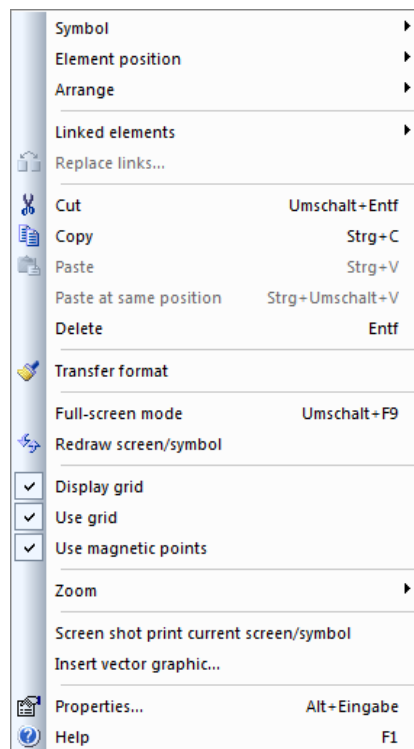 Symbol
Element position
Arrange
Linked elements
Replace links...
Cut Umschalt+Entf
Copy Strg+C
Paste Strg+V
Paste at same position Strg+Umschalt+V
Delete Entf
Transfer format
Full-screen mode Umschalt+F9
Redraw screen/symbol
Display grid
Use grid
Use magnetic points
Zoom
Screen shot print current screen/symbol
Insert vector graphic...
Properties... Alt+Eingabe
Help F1